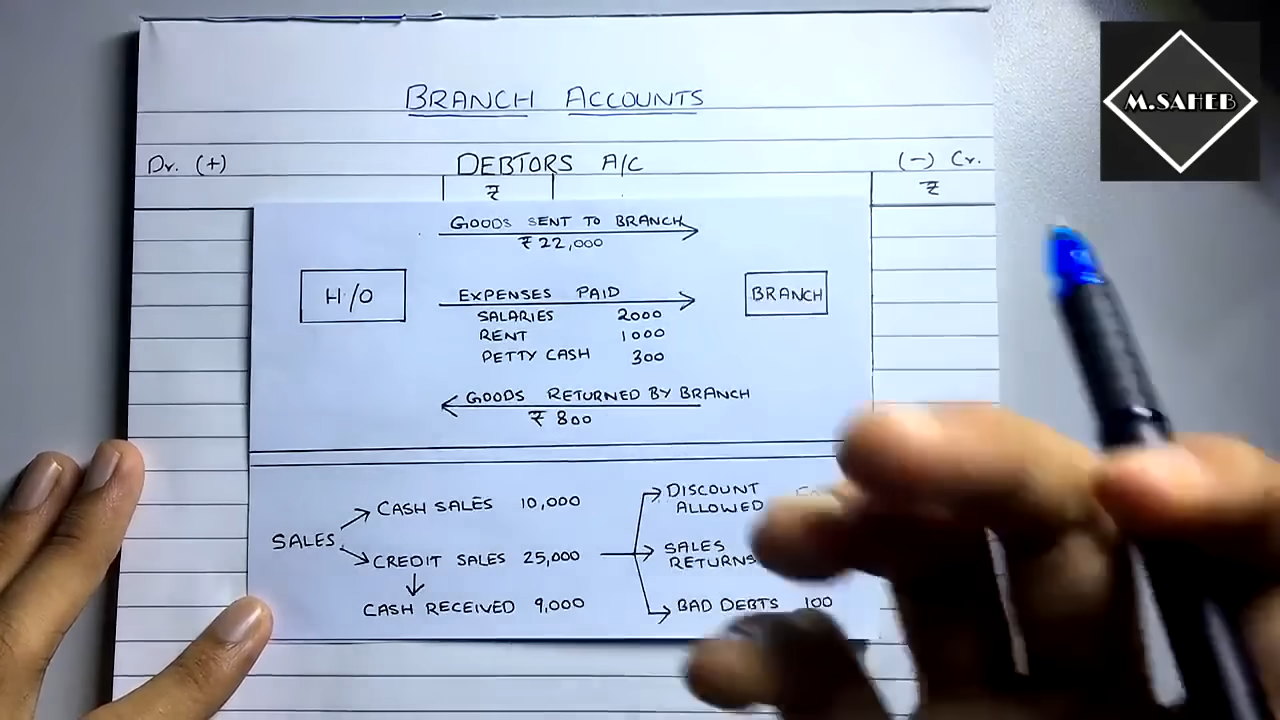 M.SAHEB
BRANCH ACCOUNTS
Dr. (+) DEBTORS A/C (-) Cr.
₹ ₹
GOODS SENT TO BRANCH
₹ 22,000
H/O EXPENSES PAID BRANCH
SALARIES 2000
RENT 1000
PETTY CASH 300
GOODS RETURNED BY BRANCH
₹ 800
SALES
CASH SALES 10,000
CREDIT SALES 25,000
CASH RECEIVED 9,000
DISCOUNT
ALLOWED
SALES
RETURNS
BAD DEBTS 100